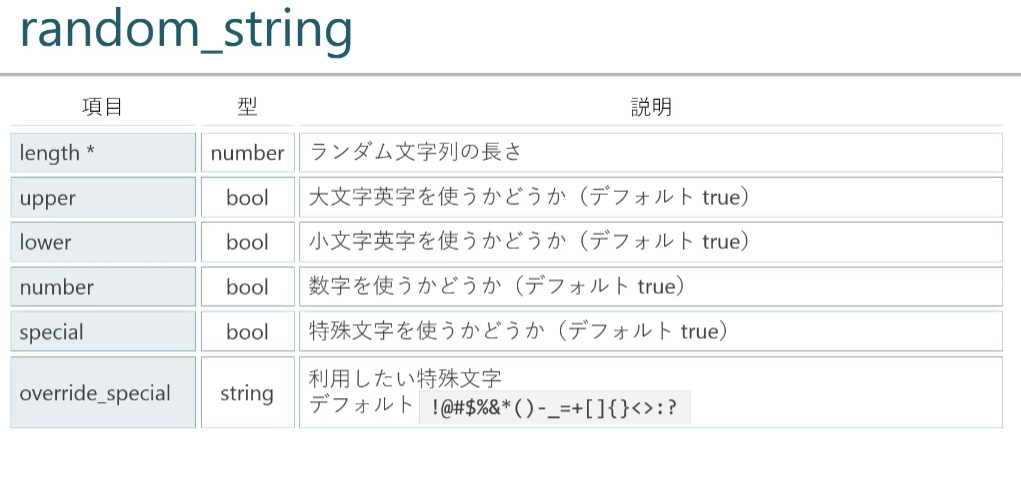 random_string
項目 型 説明
length * number ランダム文字列の長さ
upper bool 大文字英字を使うかどうか（デフォルト true）
lower bool 小文字英字を使うかどうか（デフォルト true）
number bool 数字を使うかどうか（デフォルト true）
special bool 特殊文字を使うかどうか（デフォルト true）
override_special string 利用したい特殊文字
デフォルト !@#$%&*()-_=+[]{}<>:?